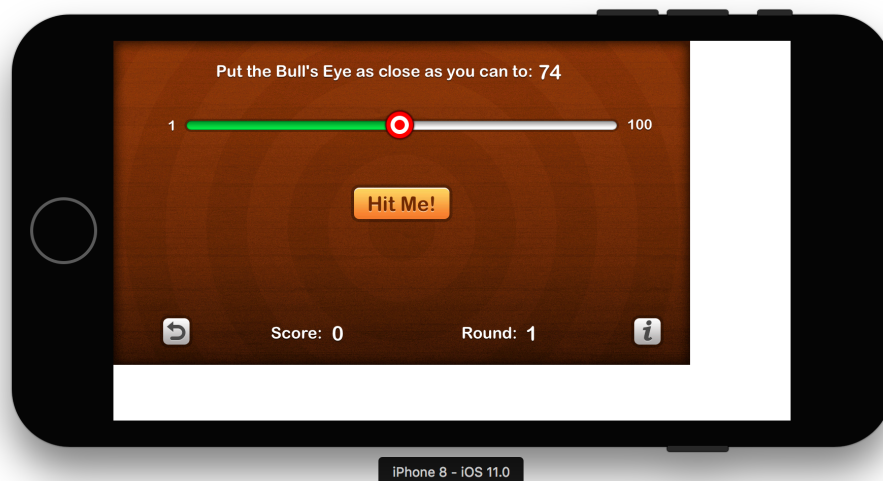 Put the Bull's Eye as close as you can to: 74
1 100
Hit Me!
Score: 0 Round: 1 i
iPhone 8 - iOS 11.0